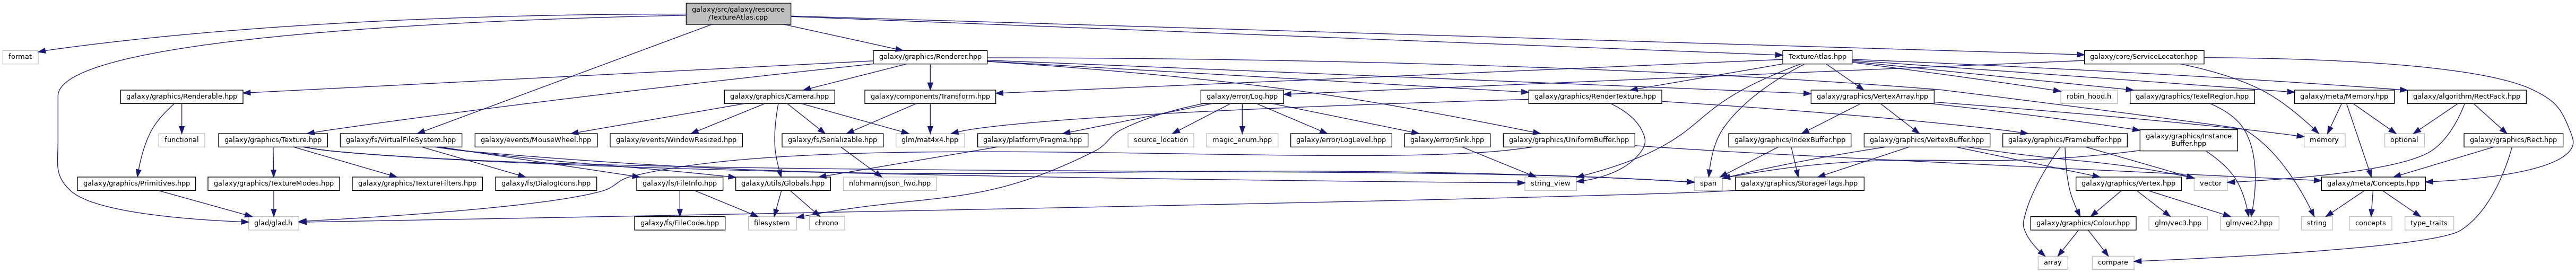 galaxy/src/galaxy/resource
/TextureAtlas.cpp
format
galaxy/graphics/Renderer.hpp
TextureAtlas.hpp
galaxy/core/ServiceLocator.hpp
galaxy/graphics/Renderable.hpp
galaxy/graphics/Camera.hpp
galaxy/components/Transform.hpp
galaxy/error/Log.hpp
galaxy/graphics/RenderTexture.hpp
galaxy/graphics/VertexArray.hpp
robin_hood.h
galaxy/graphics/TexelRegion.hpp
galaxy/meta/Memory.hpp
galaxy/algorithm/RectPack.hpp
functional
galaxy/graphics/Texture.hpp
galaxy/fs/VirtualFileSystem.hpp
galaxy/events/MouseWheel.hpp
galaxy/events/WindowResized.hpp
galaxy/fs/Serializable.hpp
glm/mat4x4.hpp
galaxy/platform/Pragma.hpp
source_location
magic_enum.hpp
galaxy/error/LogLevel.hpp
galaxy/error/Sink.hpp
galaxy/graphics/UniformBuffer.hpp
galaxy/graphics/IndexBuffer.hpp
galaxy/graphics/VertexBuffer.hpp
galaxy/graphics/Framebuffer.hpp
galaxy/graphics/Instance
Buffer.hpp
memory
optional
galaxy/graphics/Rect.hpp
galaxy/graphics/Primitives.hpp
galaxy/graphics/TextureModes.hpp
galaxy/graphics/TextureFilters.hpp
galaxy/fs/DialogIcons.hpp
galaxy/fs/FileInfo.hpp
galaxy/utils/Globals.hpp
nlohmann/json_fwd.hpp
string_view
span
galaxy/graphics/StorageFlags.hpp
galaxy/graphics/Vertex.hpp
vector
galaxy/meta/Concepts.hpp
glad/glad.h
galaxy/fs/FileCode.hpp
filesystem
chrono
galaxy/graphics/Colour.hpp
glm/vec3.hpp
glm/vec2.hpp
string
concepts
type_traits
array
compare